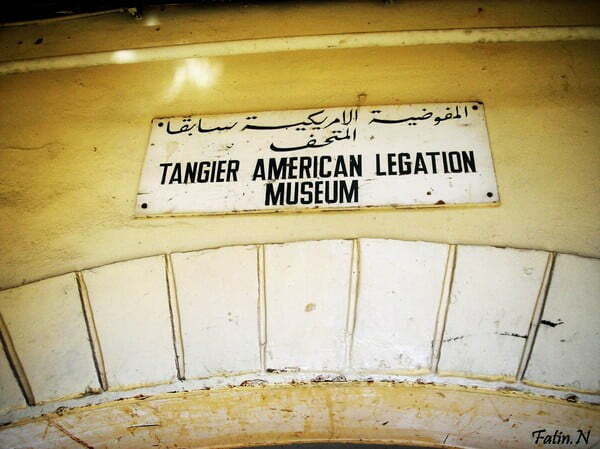 المفوضية الامريكية سابقا
المتحف
TANGIER AMERICAN LEGATION
MUSEUM
Fatin.N